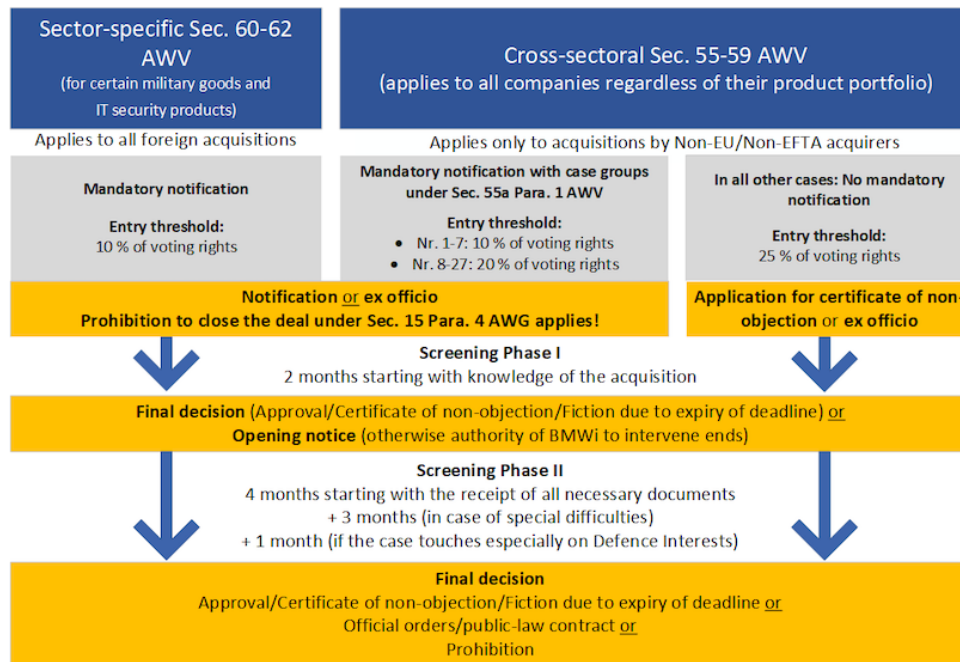 Sector-specific Sec. 60-62
AWV
(for certain military goods and
IT security products)
Cross-sectoral Sec. 55-59 AWV
(applies to all companies regardless of their product portfolio)
Applies to all foreign acquisitions
Applies only to acquisitions by Non-EU/Non-EFTA acquirers
Mandatory notification
Entry threshold:
10 % of voting rights
Mandatory notification with case groups
under Sec. 55a Para. 1 AWV
Entry threshold:
• Nr. 1-7: 10 % of voting rights
• Nr. 8-27: 20 % of voting rights
In all other cases: No mandatory
notification
Entry threshold:
25 % of voting rights
Notification or ex officio
Prohibition to close the deal under Sec. 15 Para. 4 AWG applies!
Application for certificate of non-
objection or ex officio
Screening Phase I
2 months starting with knowledge of the acquisition
Final decision (Approval/Certificate of non-objection/Fiction due to expiry of deadline) or
Opening notice (otherwise authority of BMWi to intervene ends)
Screening Phase II
4 months starting with the receipt of all necessary documents
+ 3 months (in case of special difficulties)
+ 1 month (if the case touches especially on Defence Interests)
Final decision
Approval/Certificate of non-objection/Fiction due to expiry of deadline or
Official orders/public-law contract or
Prohibition